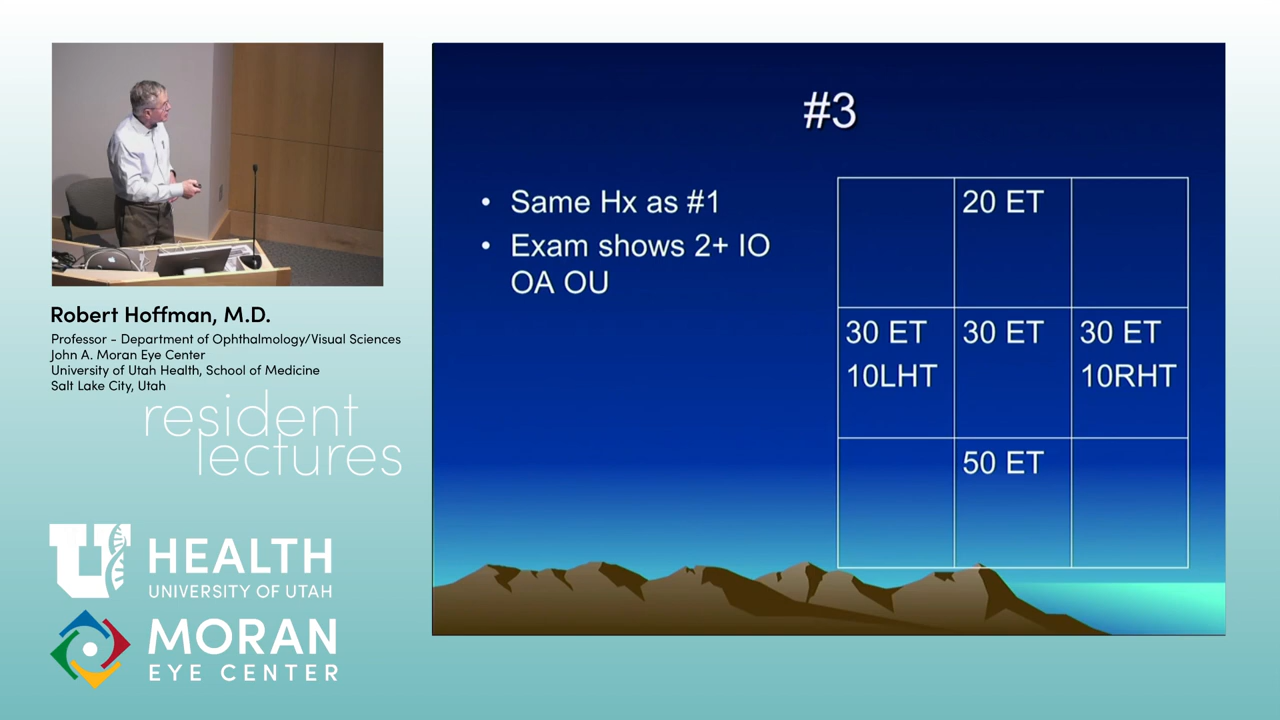 #3
• Same Hx as #1
• Exam shows 2+ IO
OA OU
20 ET
30 ET
10LHT
30 ET
30 ET
10RHT
50 ET
Robert Hoffman, M.D.
Professor - Department of Ophthalmology/Visual Sciences
John A. Moran Eye Center
University of Utah Health, School of Medicine
Salt Lake City, Utah
resident
lectures
U HEALTH
UNIVERSITY OF UTAH
MORAN
EYE CENTER